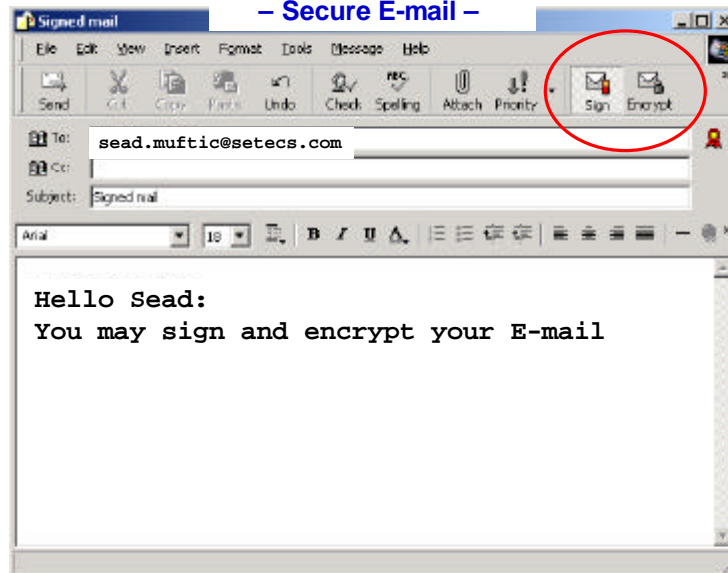 – Secure E-mail –
Signed mail
File Edit View Insert Format Tools Message Help
Send Cut Copy Paste Undo Check Spelling Attach Priority Sign Encrypt
To: sead.muftic@setecs.com
Cc:
Subject: Signed mail
Arial 18 B I U A
Hello Sead:
You may sign and encrypt your E-mail